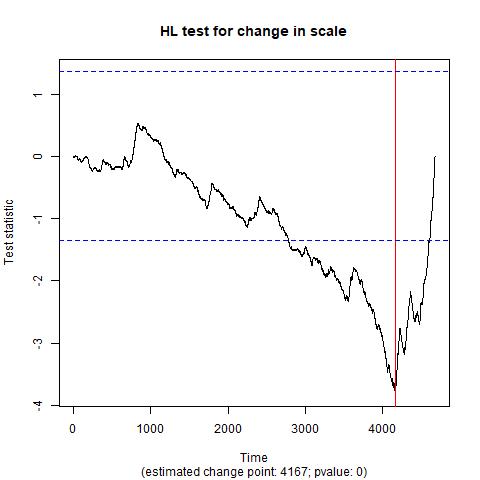 HL test for change in scale
Test statistic
1
0
-1
-2
-3
-4
0 1000 2000 3000 4000
Time
(estimated change point: 4167; pvalue: 0)